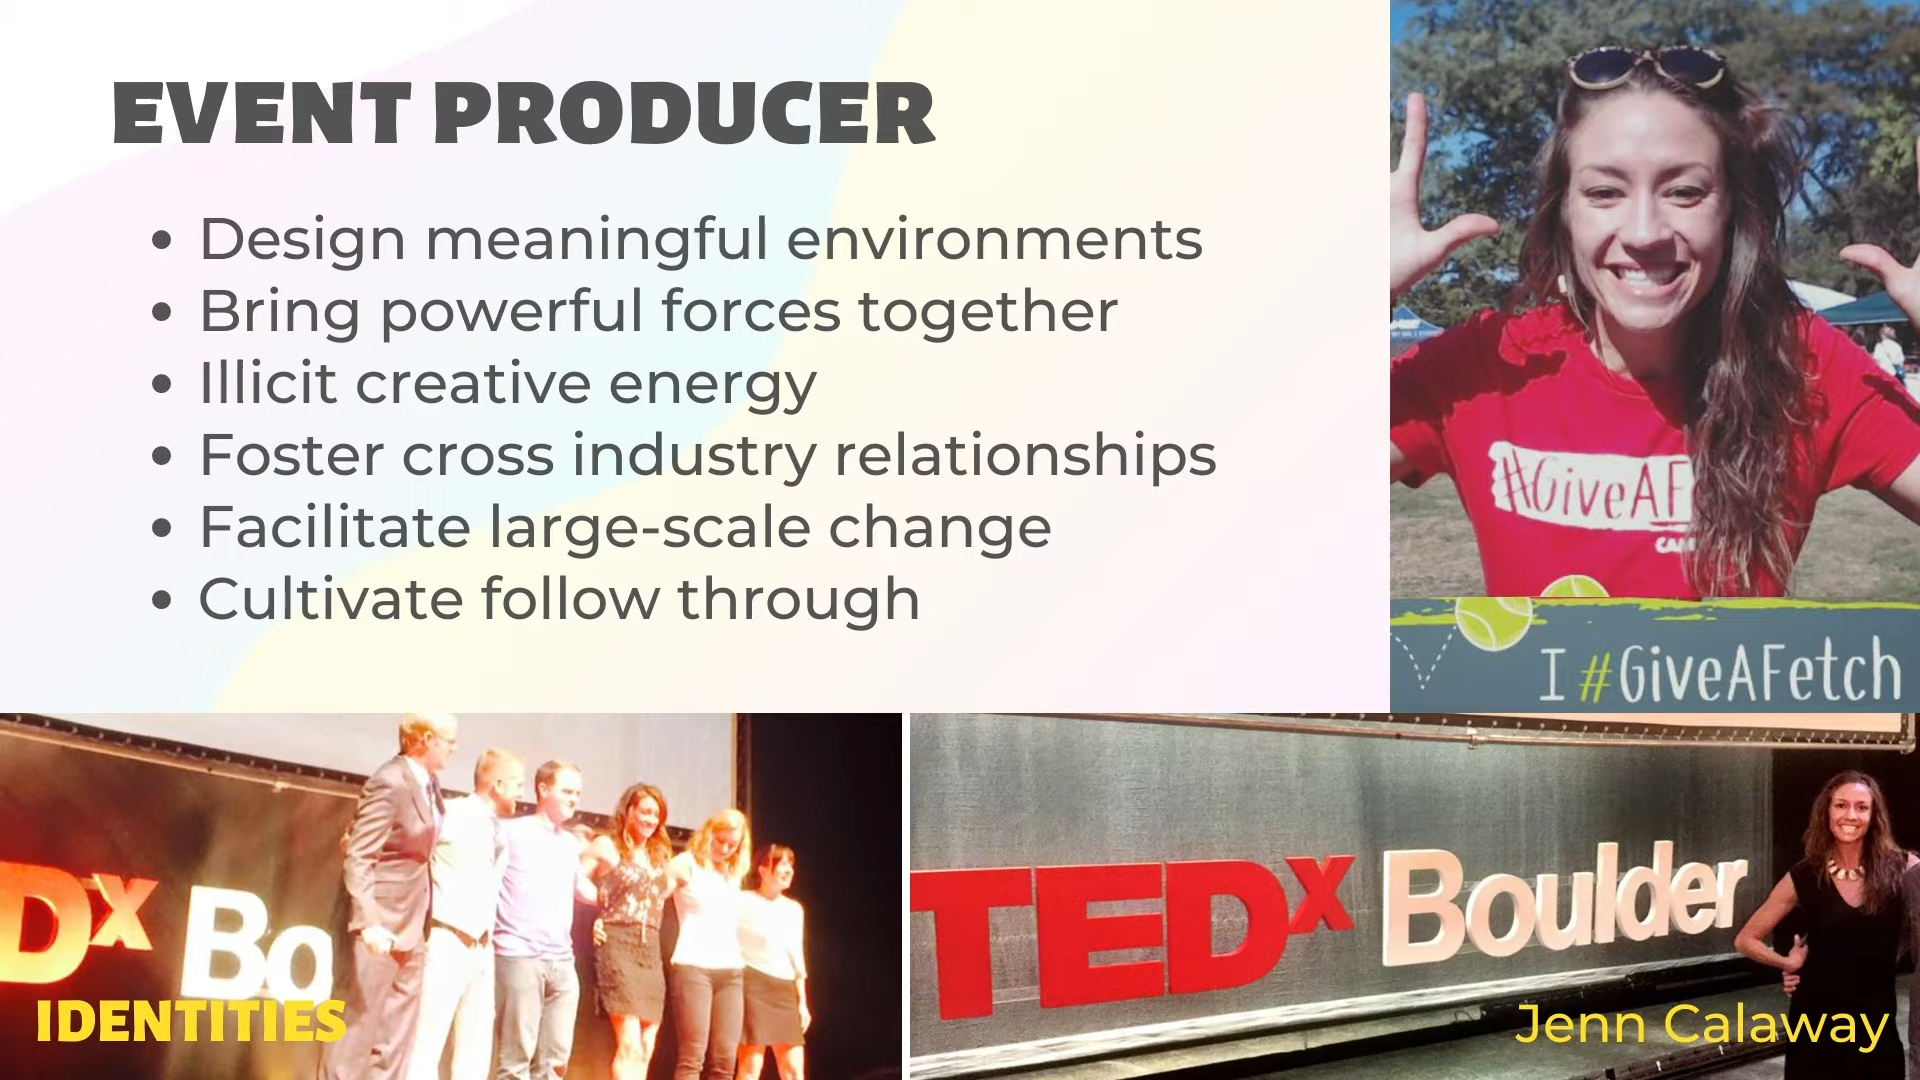 EVENT PRODUCER
Design meaningful environments
Bring powerful forces together
Illicit creative energy
Foster cross industry relationships
Facilitate large-scale change
Cultivate follow through
#GiveAF
I #GiveAFetch
Dx Bo
TEDx Boulder
IDENTITIES
Jenn Calaway